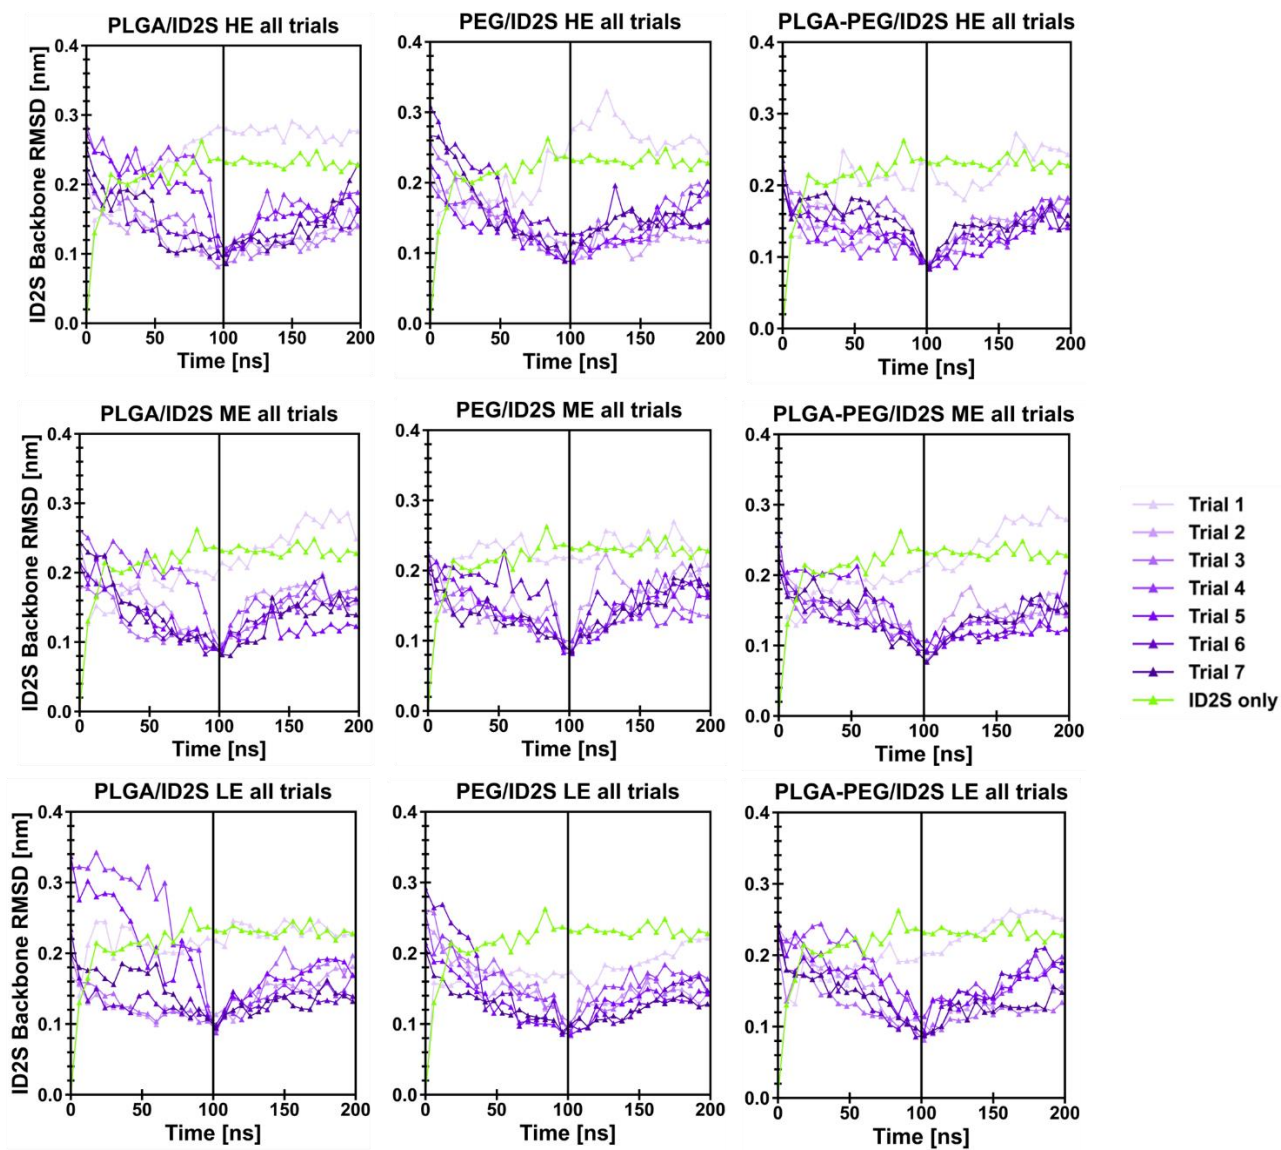 PLGA/ID2S HE all trials
PEG/ID2S HE all trials
PLGA-PEG/ID2S HE all trials
ID2S Backbone RMSD [nm]
0.4
0.3
0.2
0.1
0.0
0 50 100 150 200
Time [ns]
0.4
0.3
0.2
0.1
0.0
0 50 100 150 200
Time [ns]
0.4
0.3
0.2
0.1
0.0
0 50 100 150 200
Time [ns]
PLGA/ID2S ME all trials
PEG/ID2S ME all trials
PLGA-PEG/ID2S ME all trials
ID2S Backbone RMSD [nm]
0.4
0.3
0.2
0.1
0.0
0 50 100 150 200
Time [ns]
0.4
0.3
0.2
0.1
0.0
0 50 100 150 200
Time [ns]
0.4
0.3
0.2
0.1
0.0
0 50 100 150 200
Time [ns]
Trial 1
Trial 2
Trial 3
Trial 4
Trial 5
Trial 6
Trial 7
ID2S only
PLGA/ID2S LE all trials
PEG/ID2S LE all trials
PLGA-PEG/ID2S LE all trials
ID2S Backbone RMSD [nm]
0.4
0.3
0.2
0.1
0.0
0 50 100 150 200
Time [ns]
0.4
0.3
0.2
0.1
0.0
0 50 100 150 200
Time [ns]
0.4
0.3
0.2
0.1
0.0
0 50 100 150 200
Time [ns]